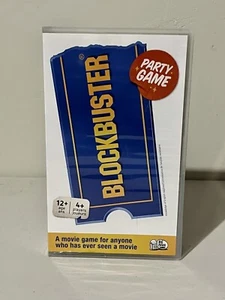 PARTY
GAME
BLOCKBUSTER®
12+
4+
A movie game for anyone
who has ever seen a movie